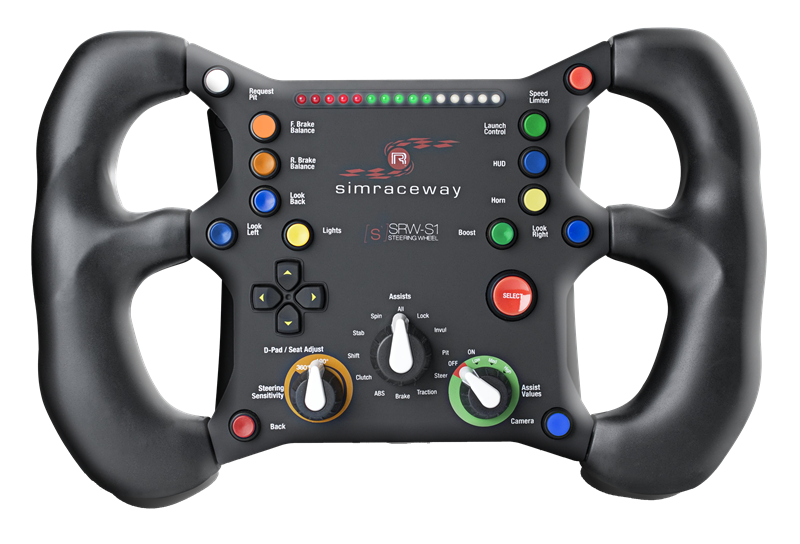 Request
Pit
Speed
Limiter
F. Brake
Balance
Launch
Control
R. Brake
Balance
HUD
R
simraceway
Look
Back
Horn
Look
Left
Lights
[S] SRW-S1
STEERING WHEEL
Boost
Look
Right
SELECT
Assists
All
Spin
Lock
Stab
Invul
D-Pad / Seat Adjust
Shift
Pit
ON
OFF
360°
Steer
Clutch
Steering
Sensitivity
ABS
Brake
Traction
Assist
Values
Back
Camera